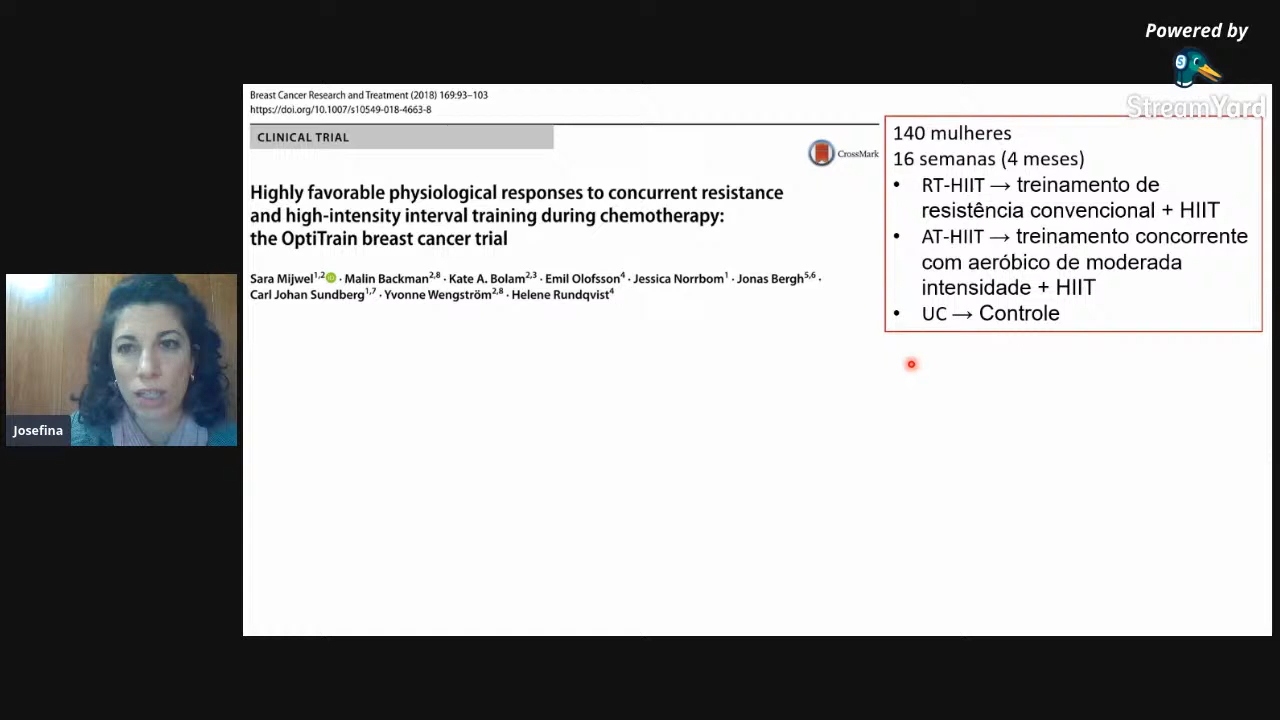 Powered by
StreamYard
Breast Cancer Research and Treatment (2018) 169:93–103
https://doi.org/10.1007/s10549-018-4663-8
CLINICAL TRIAL
CrossMark
Highly favorable physiological responses to concurrent resistance
and high-intensity interval training during chemotherapy:
the OptiTrain breast cancer trial
Sara Mijwel1,2 · Malin Backman2,8 · Kate A. Bolam2,3 · Emil Olofsson4 · Jessica Norrbom1 · Jonas Bergh5,6 ·
Carl Johan Sundberg1,7 · Yvonne Wengström2,8 · Helene Rundqvist4
140 mulheres
16 semanas (4 meses)
• RT-HIIT → treinamento de
resistência convencional + HIIT
• AT-HIIT → treinamento concorrente
com aeróbico de moderada
intensidade + HIIT
• UC → Controle
Josefina